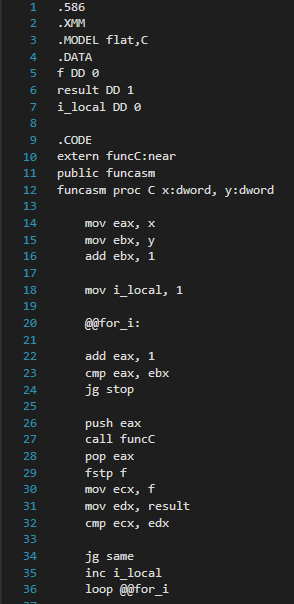 1 .586
2 .XMM
3 .MODEL flat,C
4 .DATA
5 f DD 0
6 result DD 1
7 i_local DD 0
8
9 .CODE
10 extern funcC:near
11 public funcasm
12 funcasm proc C x:dword, y:dword
13
14 mov eax, x
15 mov ebx, y
16 add ebx, 1
17
18 mov i_local, 1
19
20 @@for_i:
21
22 add eax, 1
23 cmp eax, ebx
24 jg stop
25
26 push eax
27 call funcC
28 pop eax
29 fstp f
30 mov ecx, f
31 mov edx, result
32 cmp ecx, edx
33
34 jg same
35 inc i_local
36 loop @@for_i